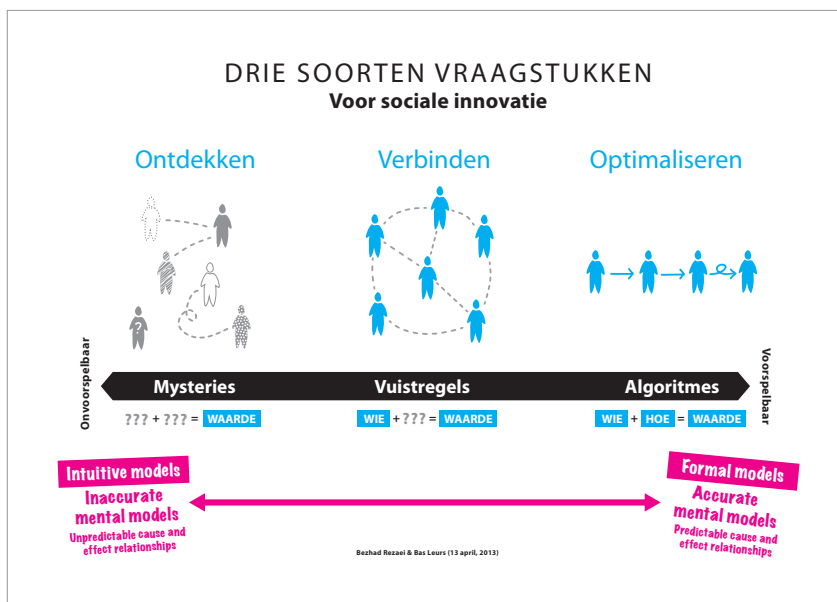 DRIE SOORTEN VRAAGSTUKKEN
Voor sociale innovatie
Ontdekken
Verbinden
Optimaliseren
?
Onvoorspelbaar
Mysteries
Vuistregels
Algoritmes
Voorspelbaar
??? + ??? = WAARDE
WIE + ??? = WAARDE
WIE + HOE = WAARDE
Intuitive models
Inaccurate
mental models
Unpredictable cause and
effect relationships
Formal models
Accurate
mental models
Predictable cause and
effect relationships
Bezhad Rezaei & Bas Leurs (13 april, 2013)